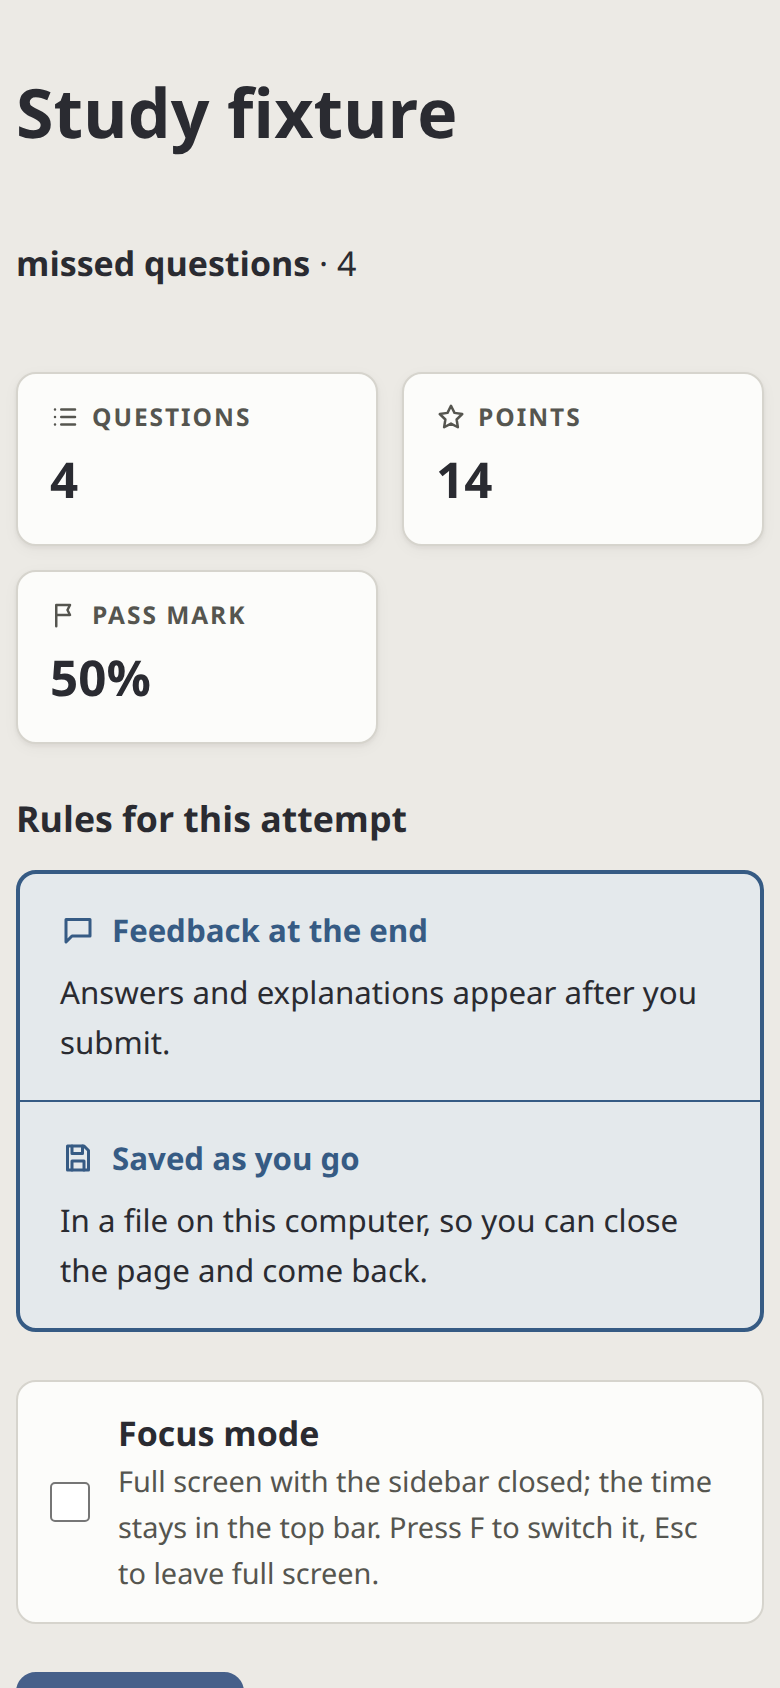 Study fixture
missed questions · 4
QUESTIONS
4
POINTS
14
PASS MARK
50%
Rules for this attempt
Feedback at the end
Answers and explanations appear after you
submit.
Saved as you go
In a file on this computer, so you can close
the page and come back.
Focus mode
Full screen with the sidebar closed; the time
stays in the top bar. Press F to switch it, Esc
to leave full screen.